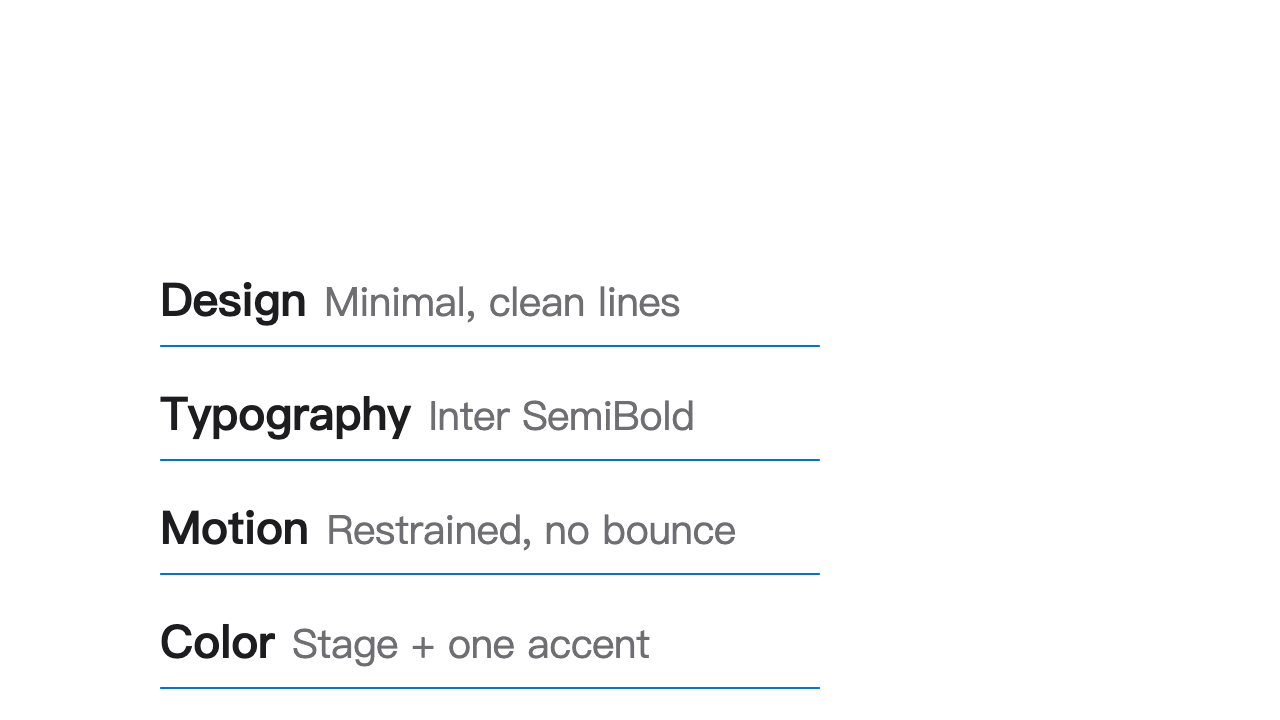 Design Minimal, clean lines
Typography Inter SemiBold
Motion Restrained, no bounce
Color Stage + one accent